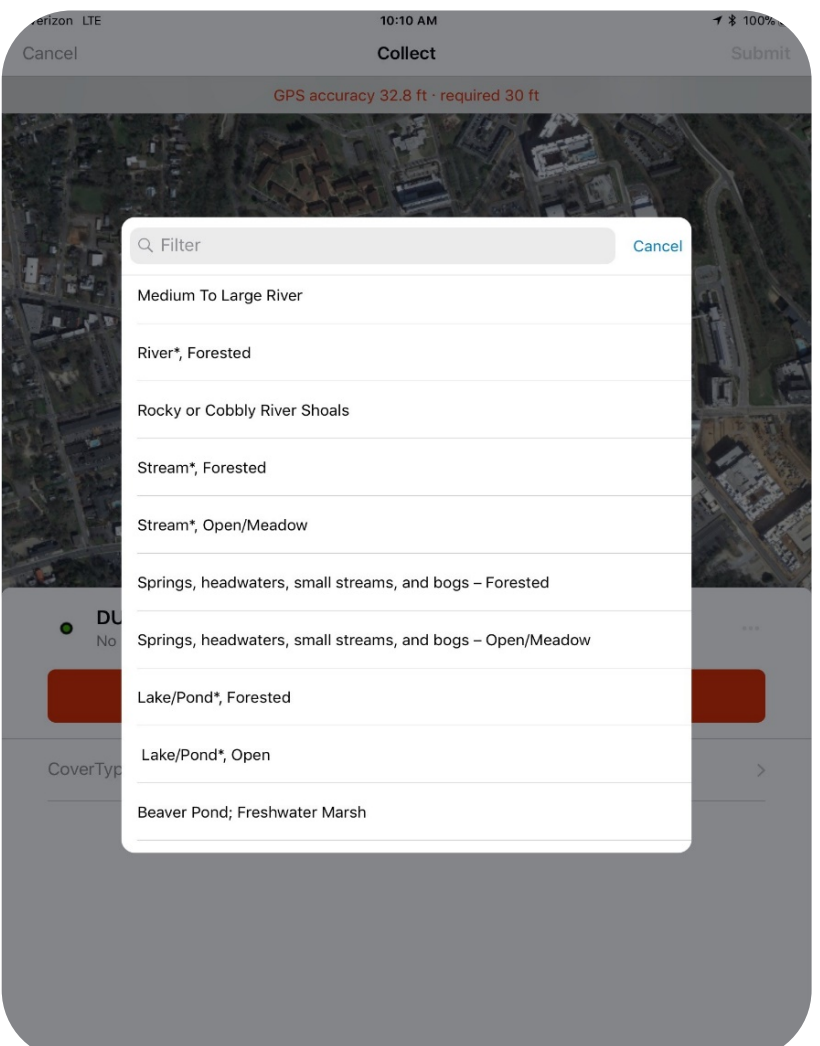 erizon LTE 10:10 AM 100%
Cancel Collect Submit
GPS accuracy 32.8 ft · required 30 ft
Filter Cancel
Medium To Large River
River*, Forested
Rocky or Cobbly River Shoals
Stream*, Forested
Stream*, Open/Meadow
Springs, headwaters, small streams, and bogs – Forested
Springs, headwaters, small streams, and bogs – Open/Meadow
DU
No
Lake/Pond*, Forested
Lake/Pond*, Open
CoverTyp
Beaver Pond; Freshwater Marsh